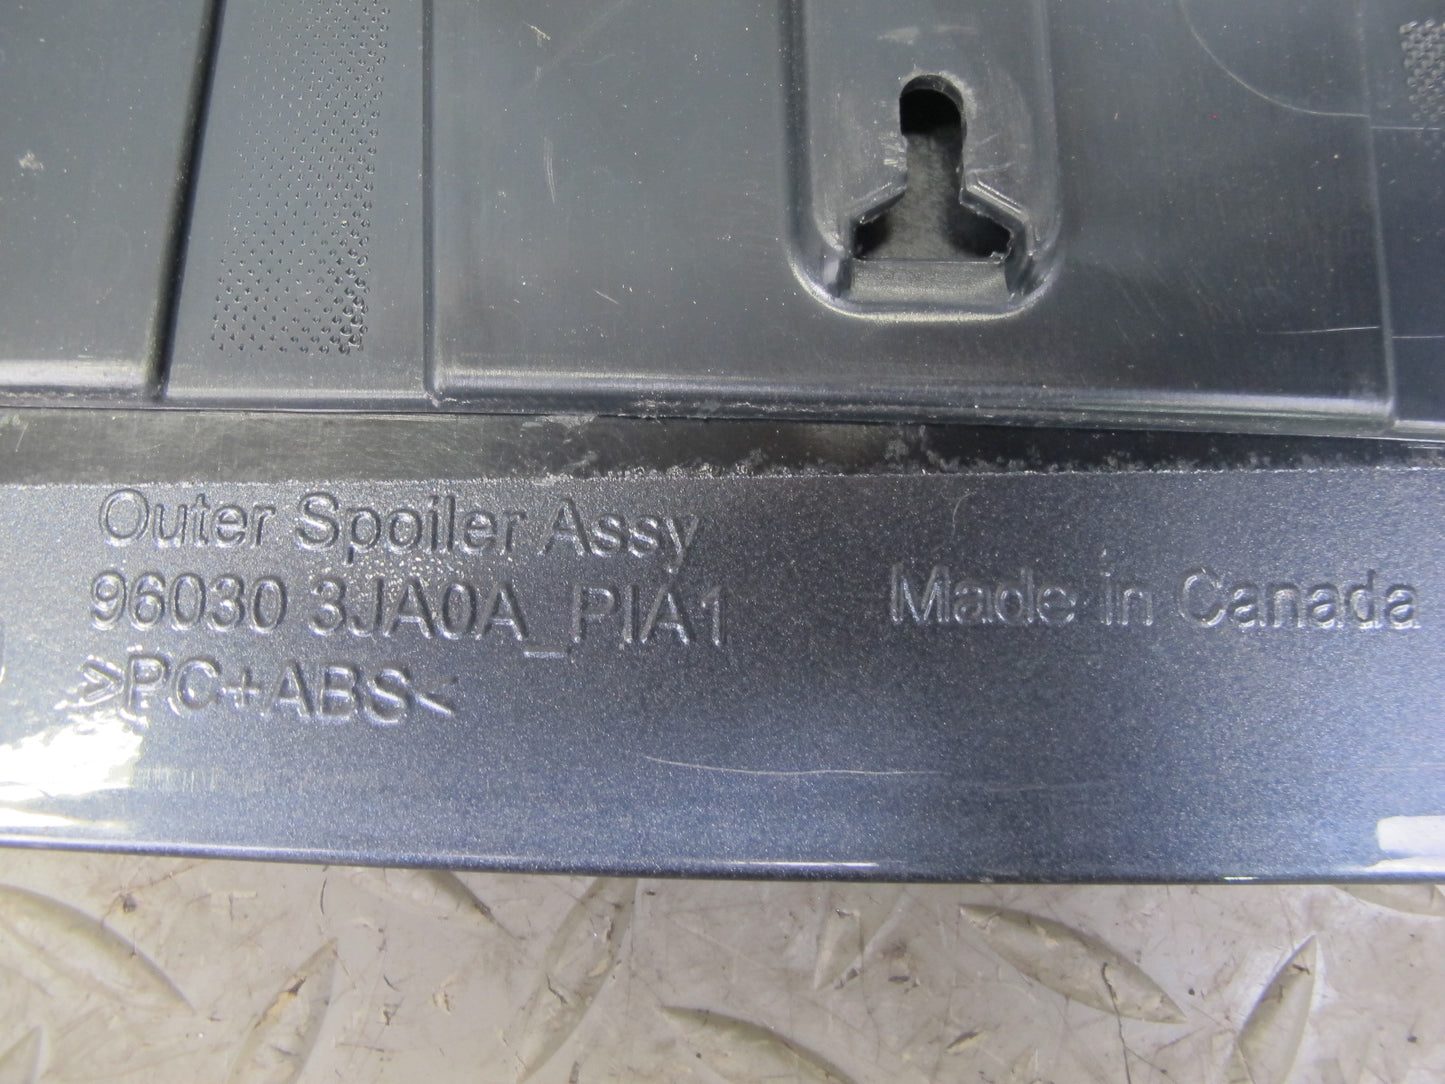 Outer Spoiler Assy
96030 3JA0A_PIA1
Made in Canada
>PC+ABS<